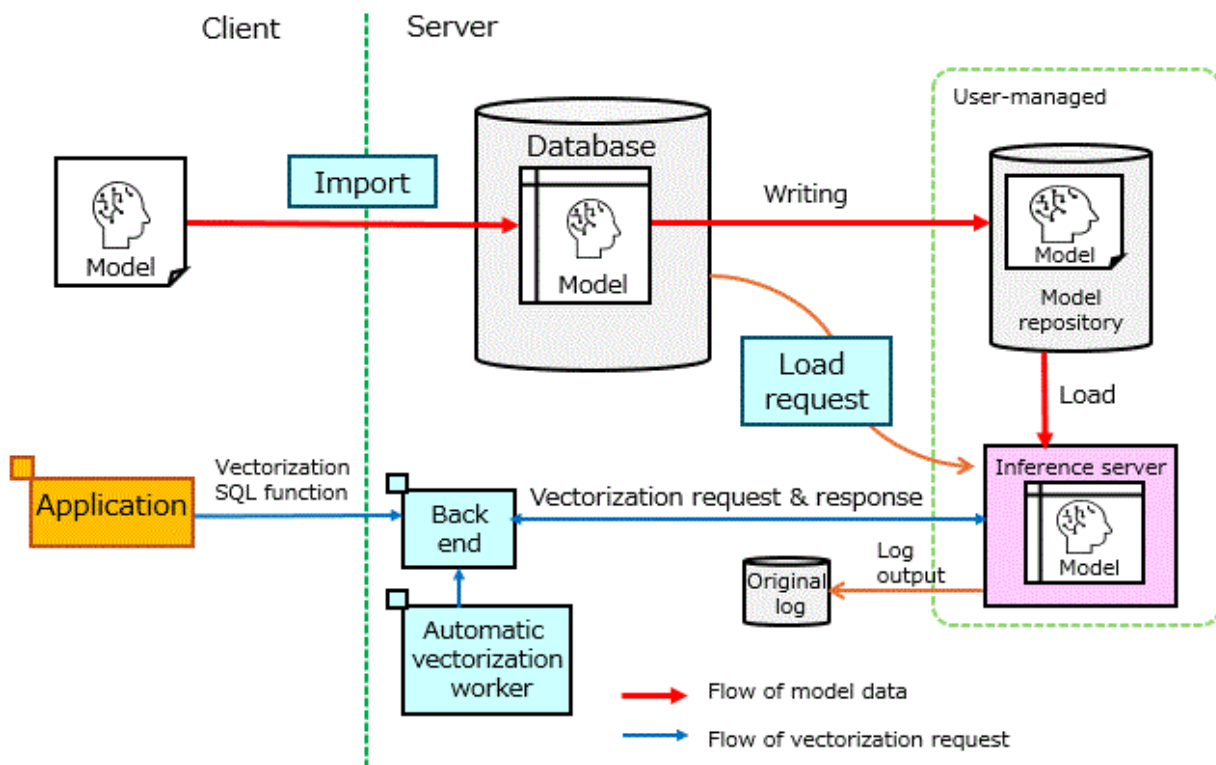 Client
Server
User-managed
Database
Import
Writing
Model
Model
Model
Model
repository
Load
request
Load
Vectorization
SQL function
Application
Back
end
Vectorization request & response
Inference server
Model
Log
output
Original
log
Automatic
vectorization
worker
Flow of model data
Flow of vectorization request